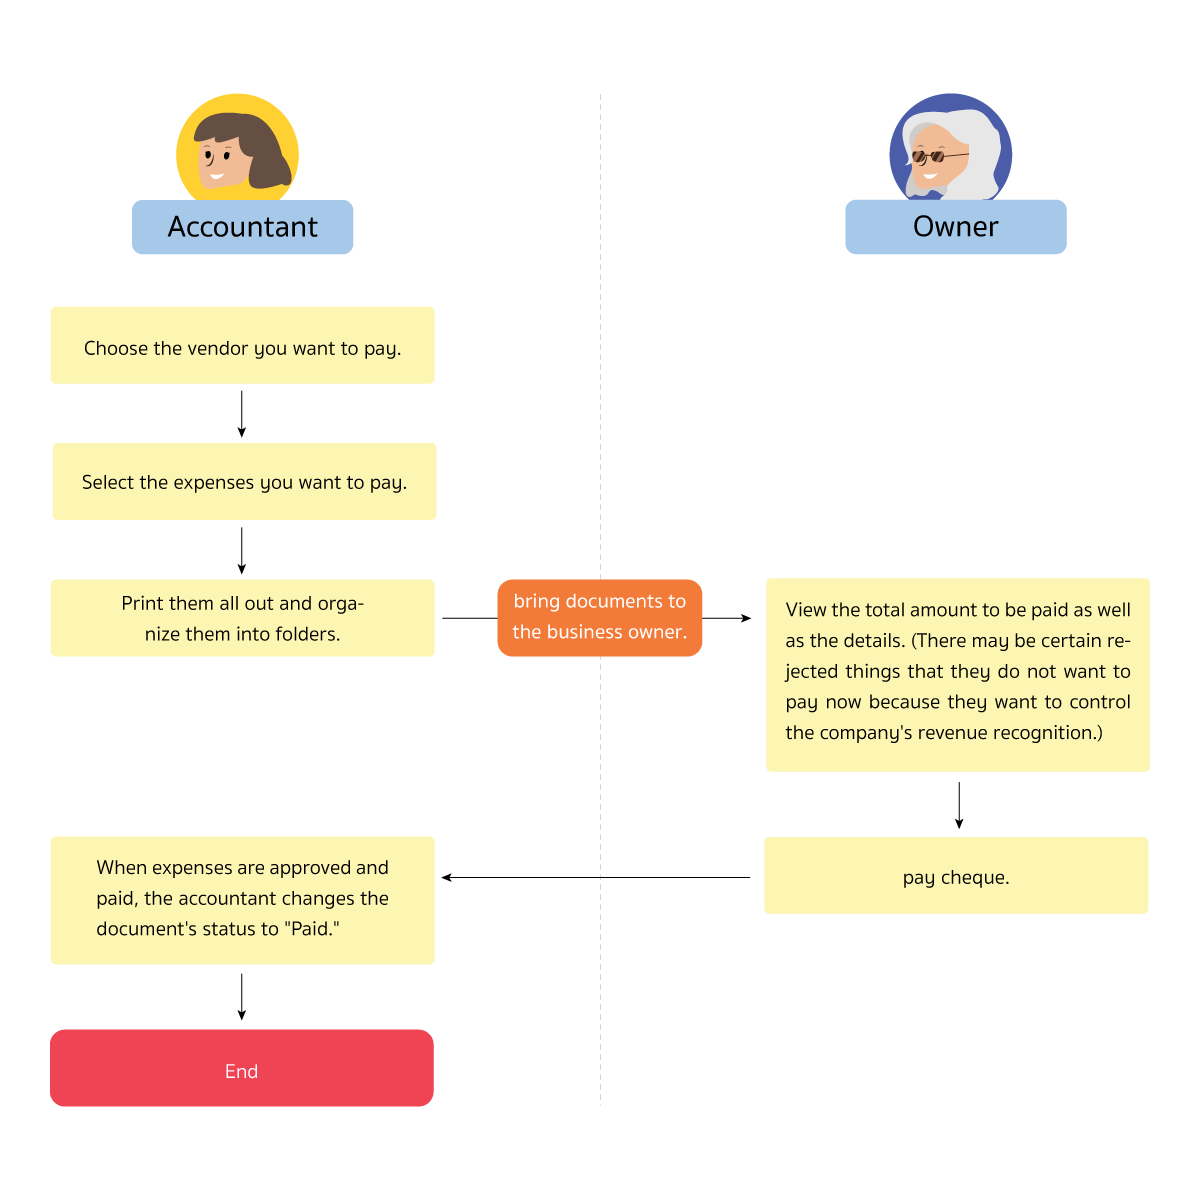 Accountant
Owner
Choose the vendor you want to pay.
Select the expenses you want to pay.
Print them all out and orga-
nize them into folders.
bring documents to
the business owner.
View the total amount to be paid as well
as the details. (There may be certain re-
jected things that they do not want to
pay now because they want to control
the company's revenue recognition.)
When expenses are approved and
paid, the accountant changes the
document's status to "Paid."
pay cheque.
End